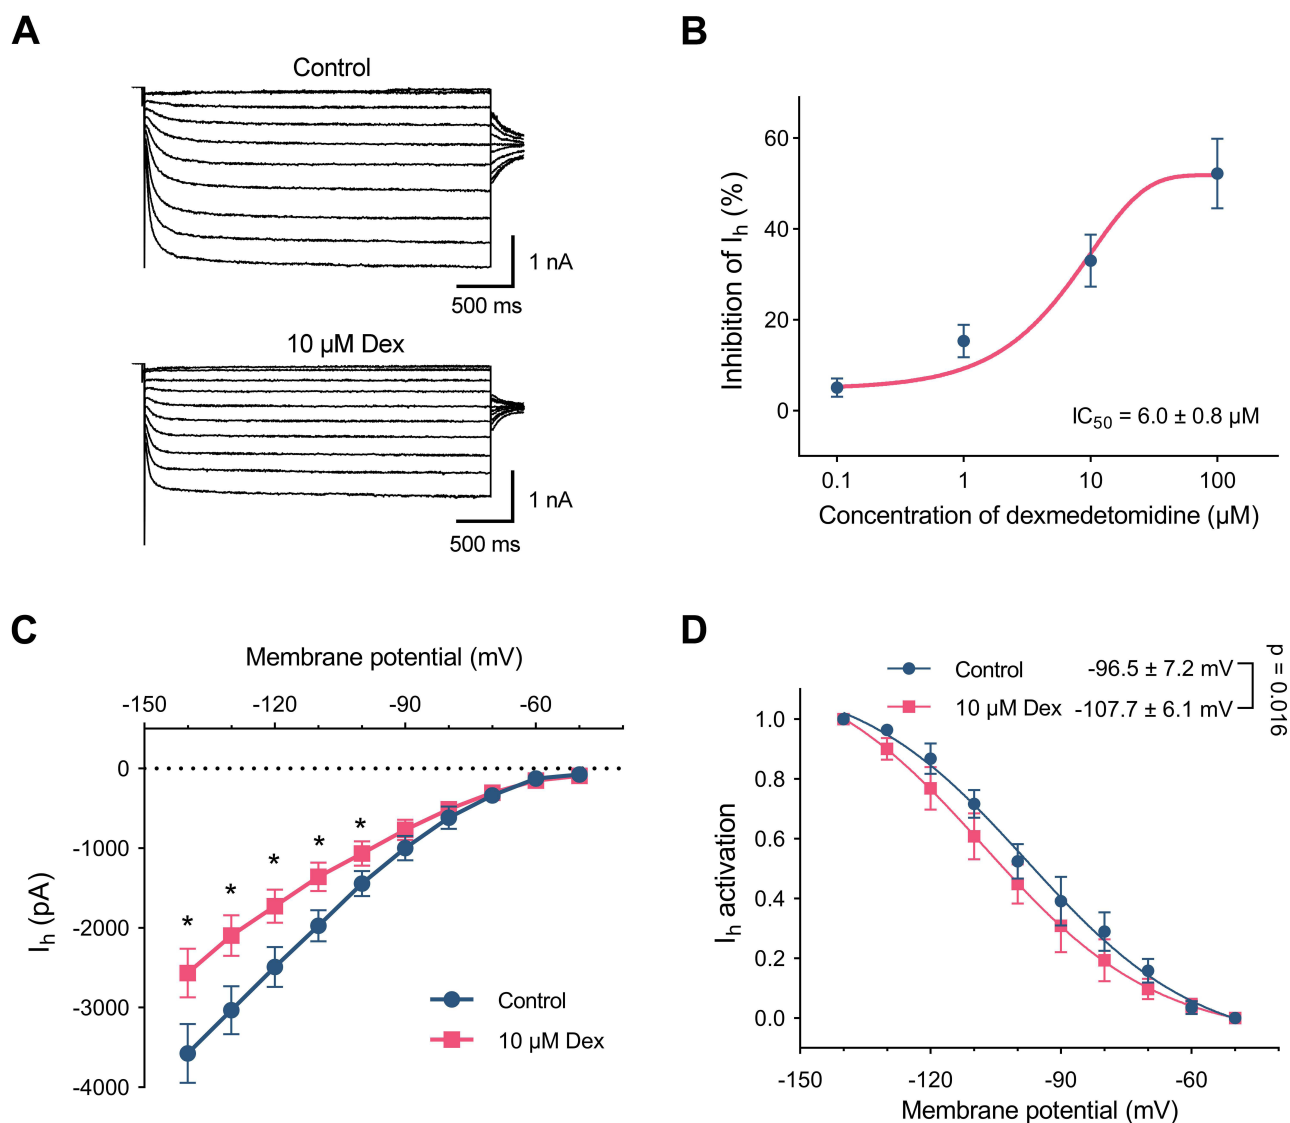 A
Control
1 nA
500 ms
10 µM Dex
1 nA
500 ms
B
Inhibition of Ih (%)
60
40
20
0
IC50 = 6.0 ± 0.8 µM
0.1 1 10 100
Concentration of dexmedetomidine (µM)
C
Membrane potential (mV)
-150 -120 -90 -60
Ih (pA)
0
-1000
-2000
-3000
-4000
* * * * *
Control
10 µM Dex
D
Control -96.5 ± 7.2 mV
10 µM Dex -107.7 ± 6.1 mV
p = 0.016
Ih activation
1.0
0.8
0.6
0.4
0.2
0.0
-150 -120 -90 -60
Membrane potential (mV)